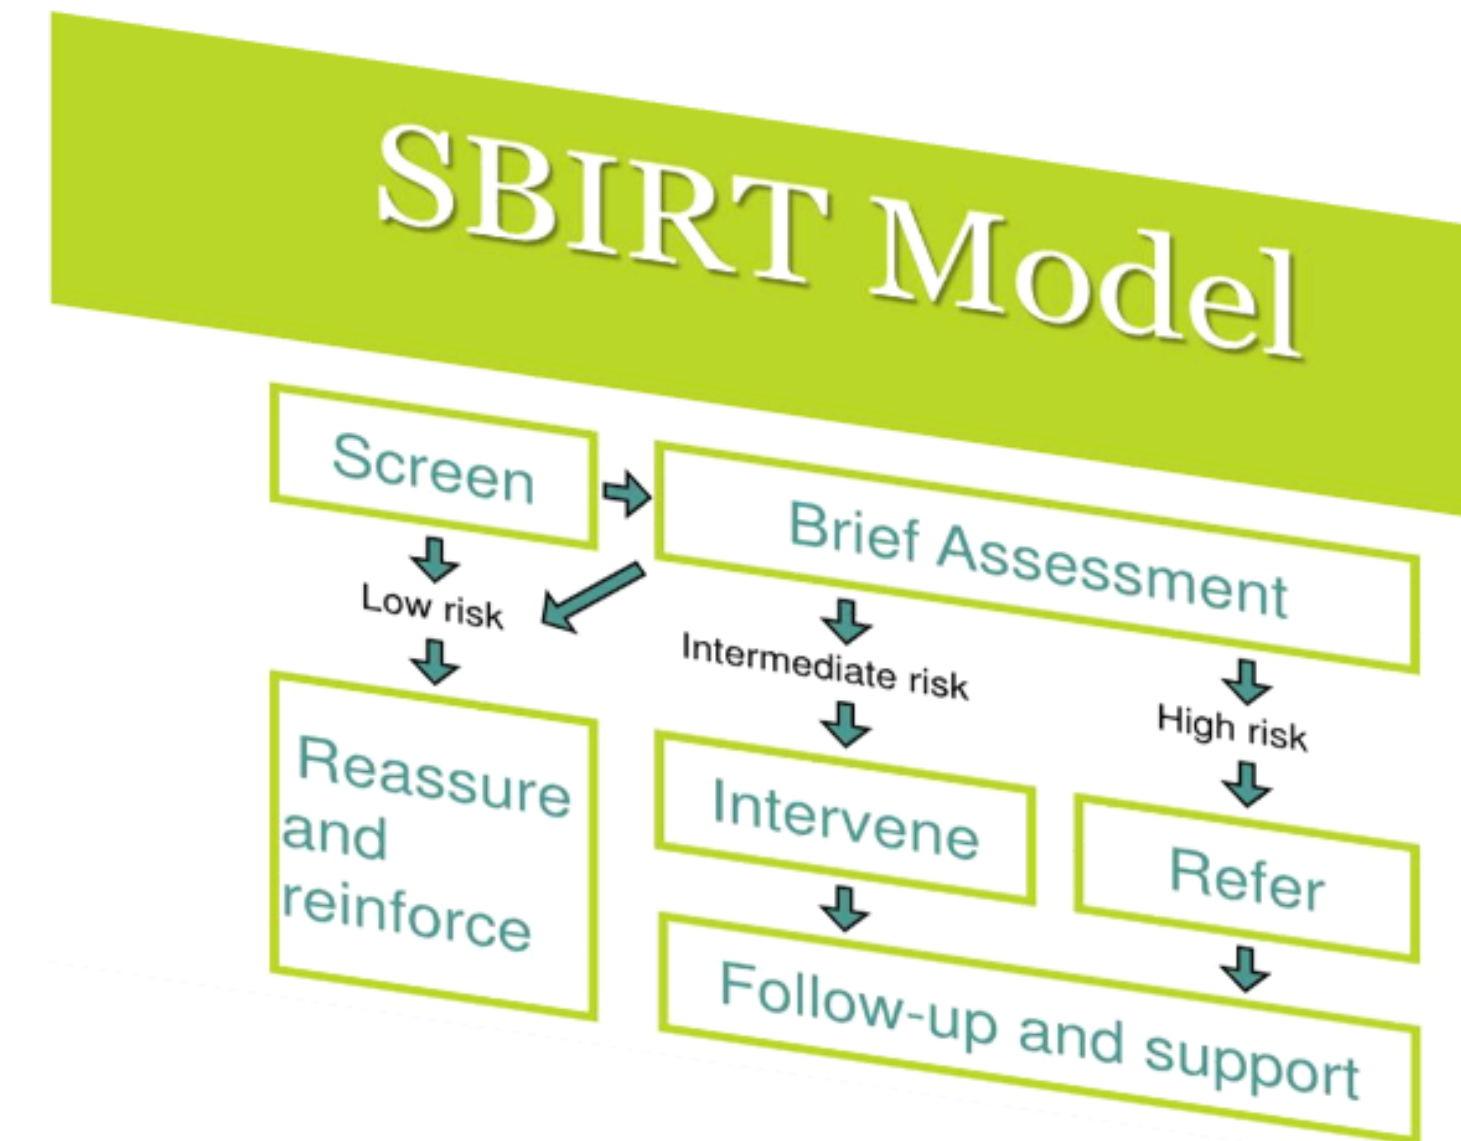 SBIRT Model
Screen
Brief Assessment
Low risk
Intermediate risk
High risk
Reassure
and
reinforce
Intervene
Refer
Follow-up and support